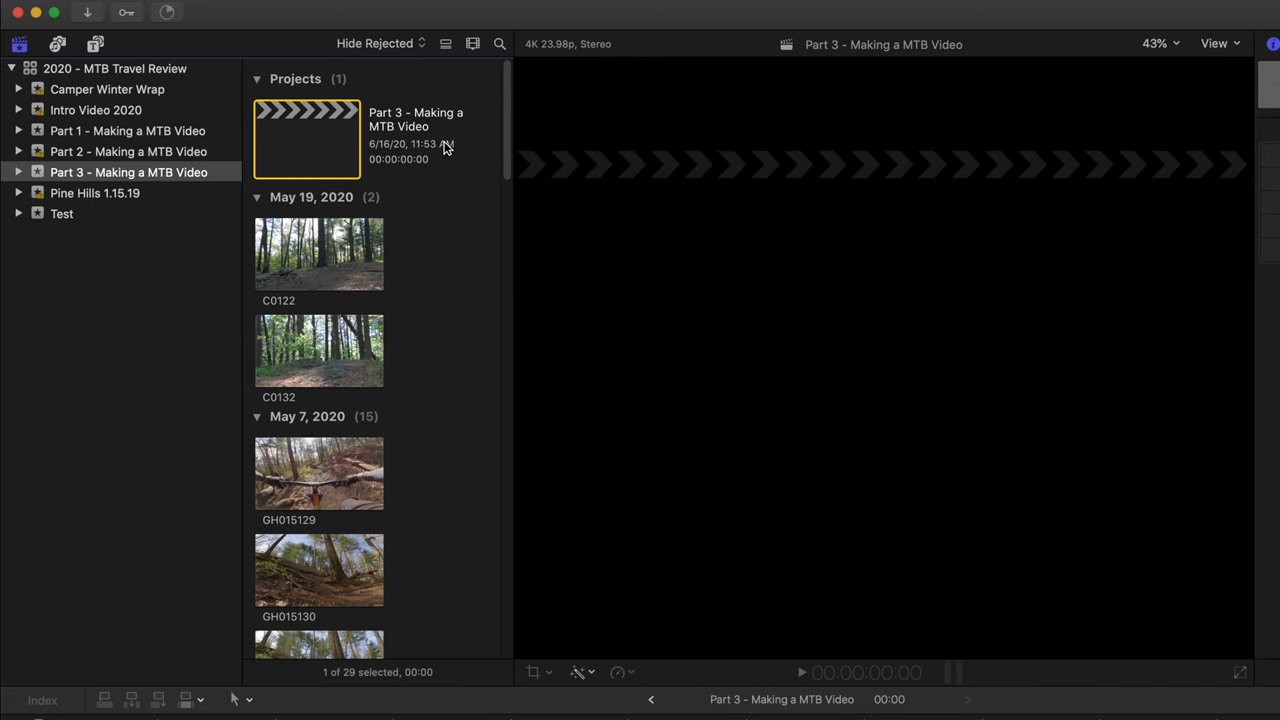 Hide Rejected
4K 23.98p, Stereo
Part 3 - Making a MTB Video
43%
View
2020 - MTB Travel Review
Camper Winter Wrap
Intro Video 2020
Part 1 - Making a MTB Video
Part 2 - Making a MTB Video
Part 3 - Making a MTB Video
Pine Hills 1.15.19
Test
Projects (1)
Part 3 - Making a
MTB Video
6/16/20, 11:53 AM
00:00:00:00
May 19, 2020 (2)
C0122
C0132
May 7, 2020 (15)
GH015129
GH015130
1 of 29 selected, 00:00
00:00:00:00
Index
Part 3 - Making a MTB Video
00:00